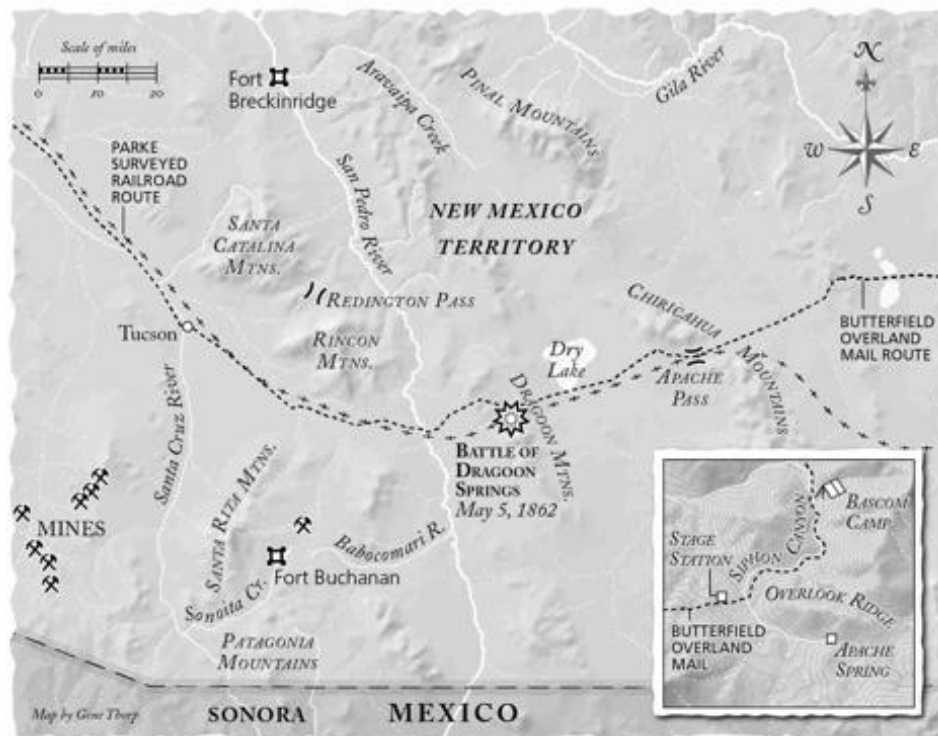 Scale of miles
0 10 20
Fort
Breckinridge
Aravaipa Creek
PINAL MOUNTAINS
Gila River
N
W E
S
PARKE
SURVEYED
RAILROAD
ROUTE
San Pedro River
NEW MEXICO
TERRITORY
SANTA
CATALINA
MTNS.
REDINGTON PASS
CHIRICAHUA
MOUNTAINS
BUTTERFIELD
OVERLAND
MAIL ROUTE
Tucson
RINCON
MTNS.
Dry
Lake
APACHE
PASS
DRAGOON MTNS.
Santa Cruz River
BATTLE OF
DRAGOON
SPRINGS
May 5, 1862
SANTA RITA MTNS.
MINES
Babocomari R.
Fort Buchanan
Sonoita Cr.
PATAGONIA
MOUNTAINS
BASCOM
CAMP
STAGE
STATION
SIPHON CANYON
OVERLOOK RIDGE
BUTTERFIELD
OVERLAND
MAIL
APACHE
SPRING
Map by Gene Thorp
SONORA MEXICO